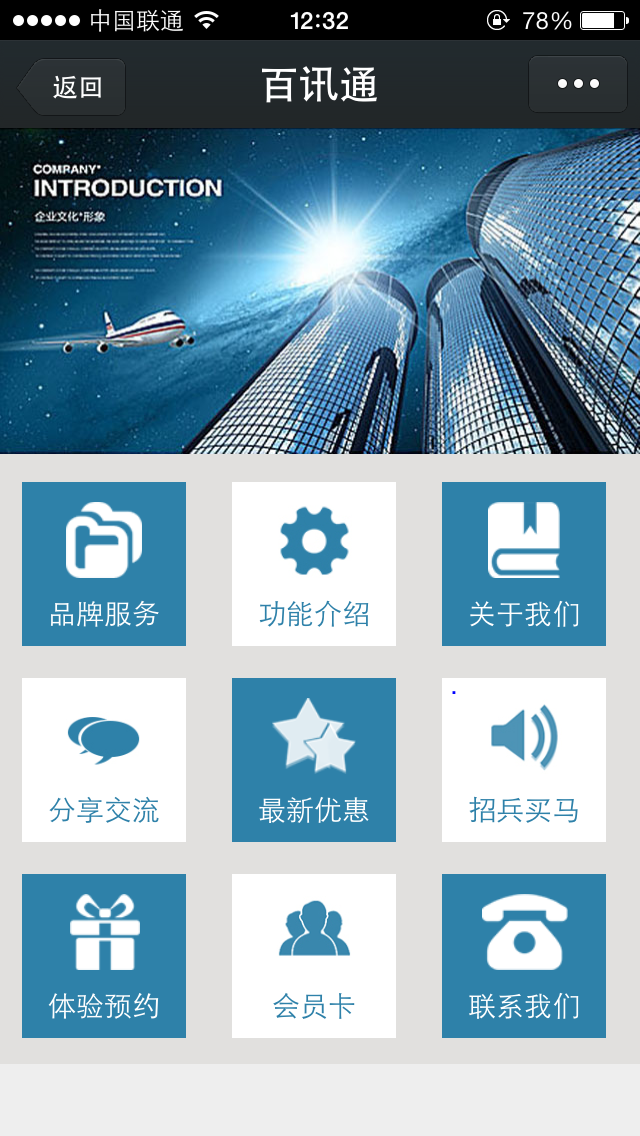 中国联通 12:32 78%
返回 百讯通
COMPANY*
INTRODUCTION
企业文化*形象
品牌服务 功能介绍 关于我们
分享交流 最新优惠 招兵买马
体验预约 会员卡 联系我们